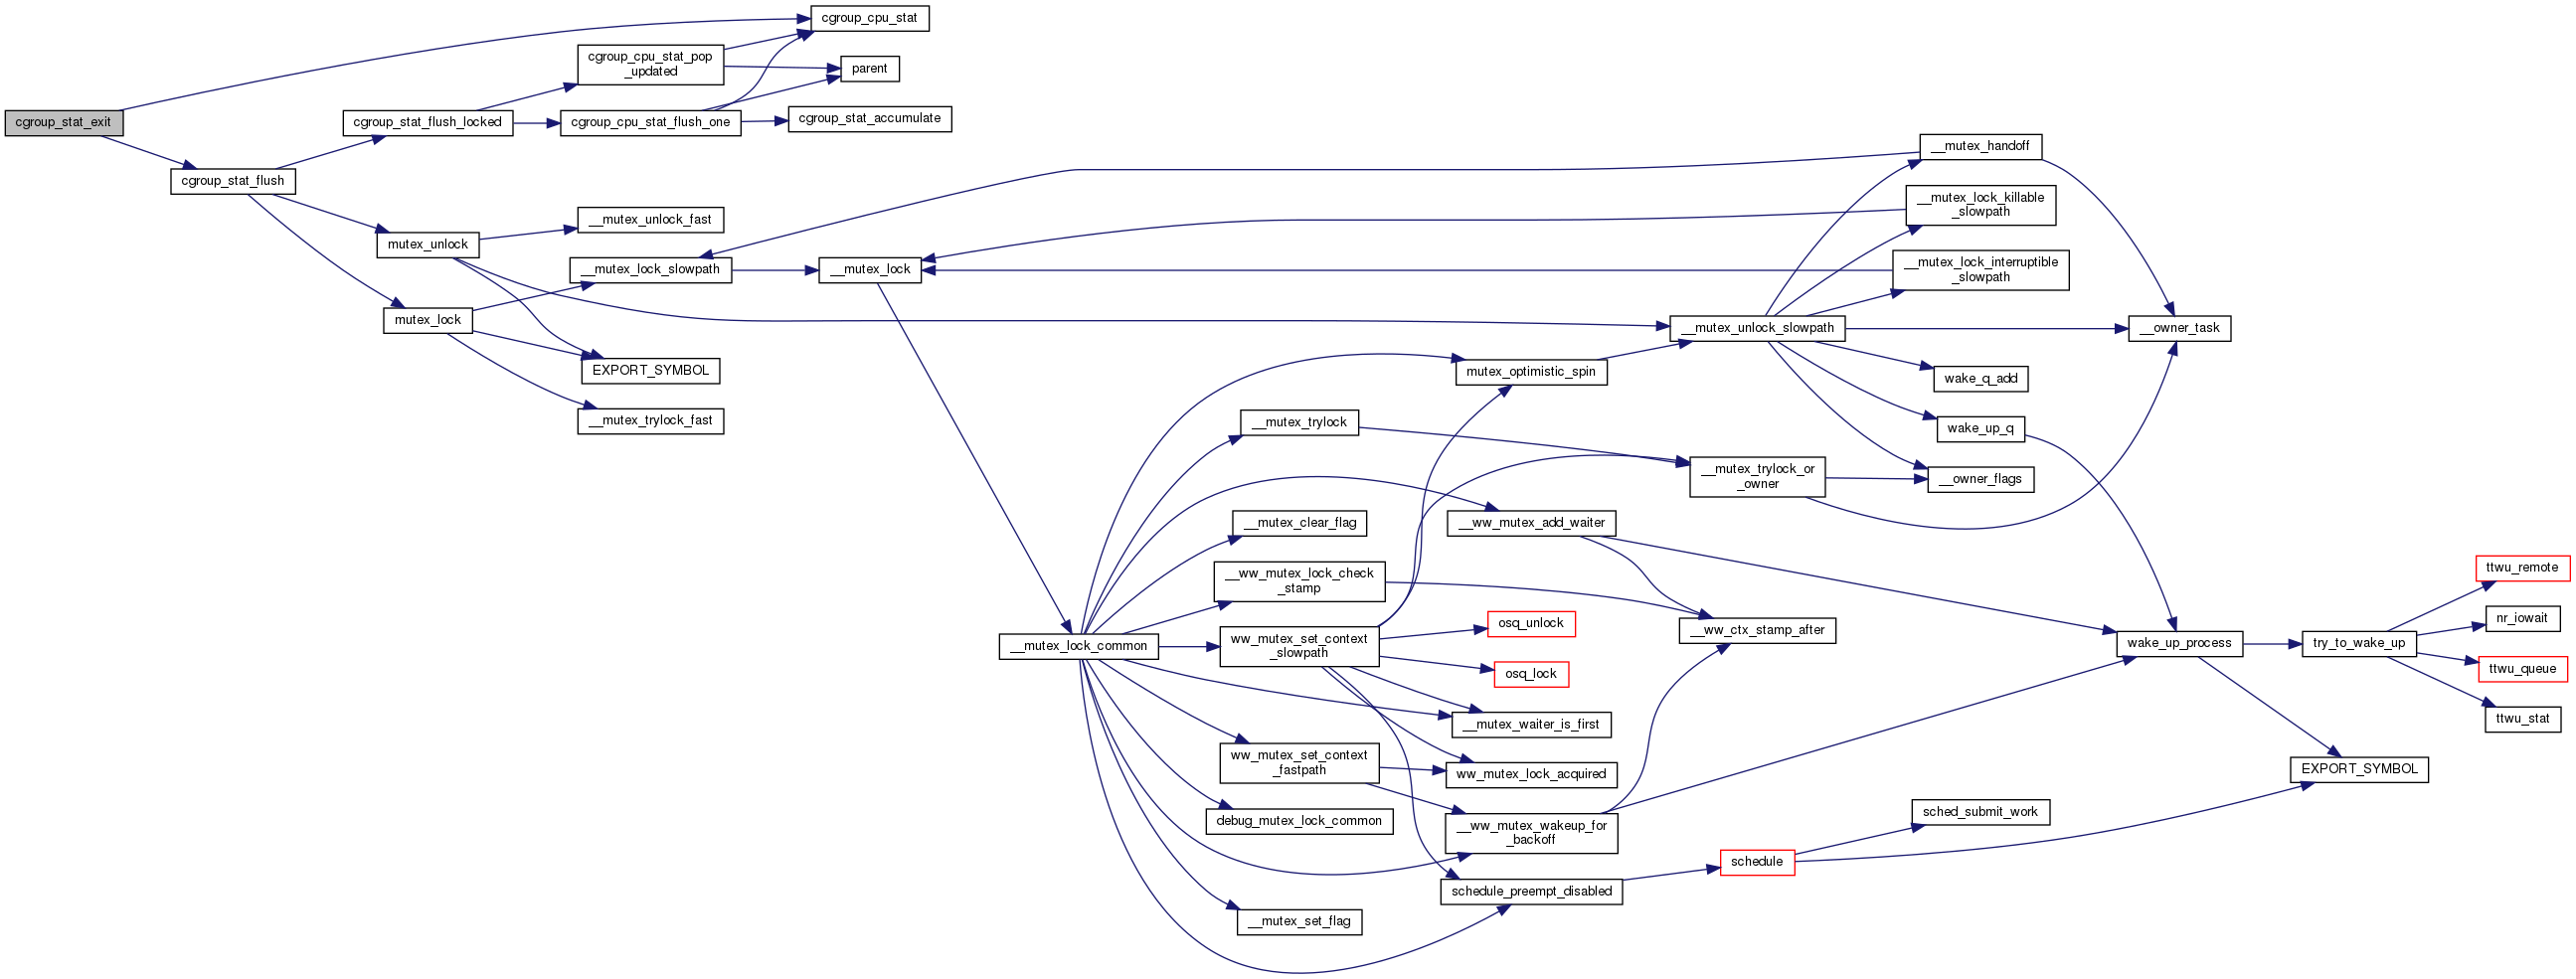 cgroup_stat_exit
cgroup_stat_flush
cgroup_stat_flush_locked
mutex_unlock
mutex_lock
cgroup_cpu_stat_pop
_updated
cgroup_cpu_stat_flush_one
__mutex_unlock_fast
__mutex_lock_slowpath
EXPORT_SYMBOL
__mutex_trylock_fast
cgroup_cpu_stat
parent
cgroup_stat_accumulate
__mutex_lock
__mutex_lock_common
__mutex_trylock
__mutex_clear_flag
__ww_mutex_lock_check
_stamp
ww_mutex_set_context
_slowpath
ww_mutex_set_context
_fastpath
debug_mutex_lock_common
__mutex_set_flag
mutex_optimistic_spin
__ww_mutex_add_waiter
osq_unlock
osq_lock
__mutex_waiter_is_first
ww_mutex_lock_acquired
__ww_mutex_wakeup_for
_backoff
schedule_preempt_disabled
__mutex_unlock_slowpath
__mutex_trylock_or
_owner
__ww_ctx_stamp_after
schedule
__mutex_handoff
__mutex_lock_killable
_slowpath
__mutex_lock_interruptible
_slowpath
wake_q_add
wake_up_q
__owner_flags
sched_submit_work
__owner_task
wake_up_process
try_to_wake_up
EXPORT_SYMBOL
ttwu_remote
nr_iowait
ttwu_queue
ttwu_stat